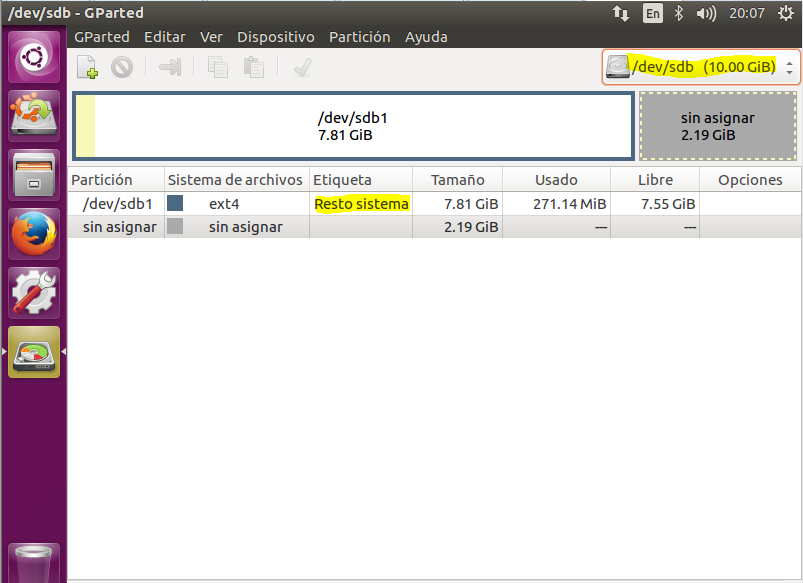 /dev/sdb - GParted
En
20:07
GParted Editar Ver Dispositivo Partición Ayuda
/dev/sdb (10.00 GiB)
/dev/sdb1
7.81 GiB
sin asignar
2.19 GiB
Partición Sistema de archivos Etiqueta Tamaño Usado Libre Opciones
/dev/sdb1 ext4 Resto sistema 7.81 GiB 271.14 MiB 7.55 GiB
sin asignar sin asignar 2.19 GiB --- ---